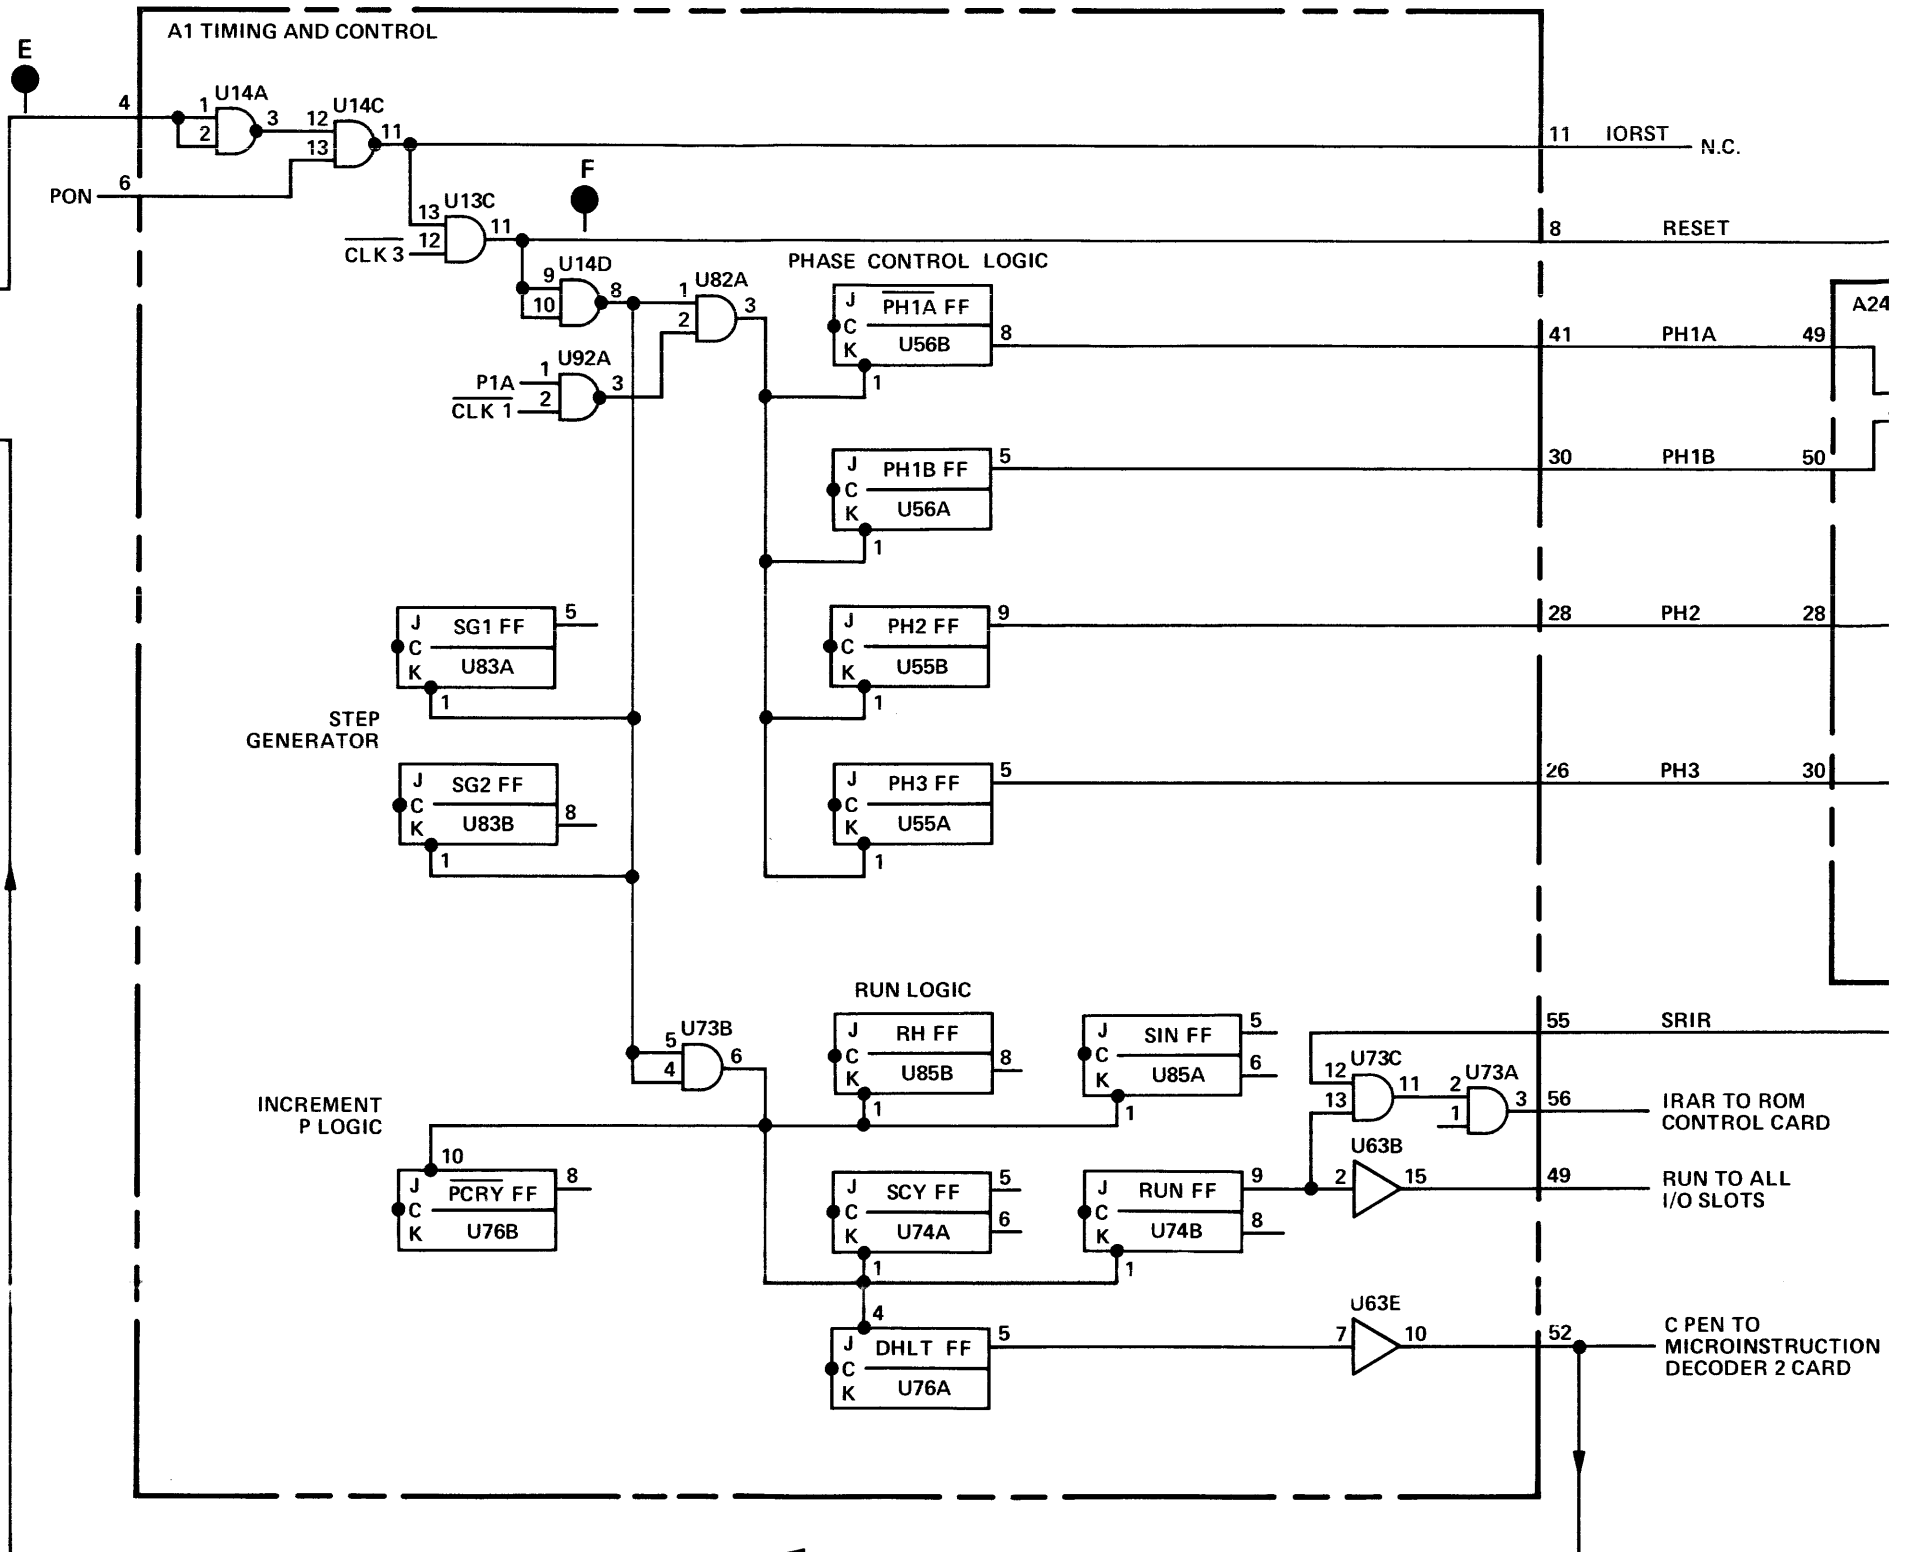 A1 TIMING AND CONTROL
E
4
1
2
U14A
3
12
13
U14C
11
11
IORST
N.C.
PON
6
F
13
12
U13C
11
CLK 3
8
RESET
PHASE CONTROL LOGIC
9
10
U14D
8
1
2
U82A
3
J
C
K
PH1A FF
U56B
8
1
41
PH1A
49
A24
P1A
CLK 1
1
2
U92A
3
J
C
K
PH1B FF
U56A
5
1
30
PH1B
50
J
C
K
SG1 FF
U83A
5
1
J
C
K
PH2 FF
U55B
9
1
28
PH2
28
STEP
GENERATOR
J
C
K
SG2 FF
U83B
8
1
J
C
K
PH3 FF
U55A
5
1
26
PH3
30
RUN LOGIC
5
4
U73B
6
J
C
K
RH FF
U85B
8
1
J
C
K
SIN FF
U85A
5
6
1
55
SRIR
12
13
U73C
11
2
1
U73A
3
56
IRAR TO ROM
CONTROL CARD
INCREMENT
P LOGIC
10
J
C
K
PCRY FF
U76B
8
J
C
K
SCY FF
U74A
5
6
1
J
C
K
RUN FF
U74B
9
8
1
U63B
2
15
49
RUN TO ALL
I/O SLOTS
4
J
C
K
DHLT FF
U76A
5
U63E
7
10
52
C PEN TO
MICROINSTRUCTION
DECODER 2 CARD